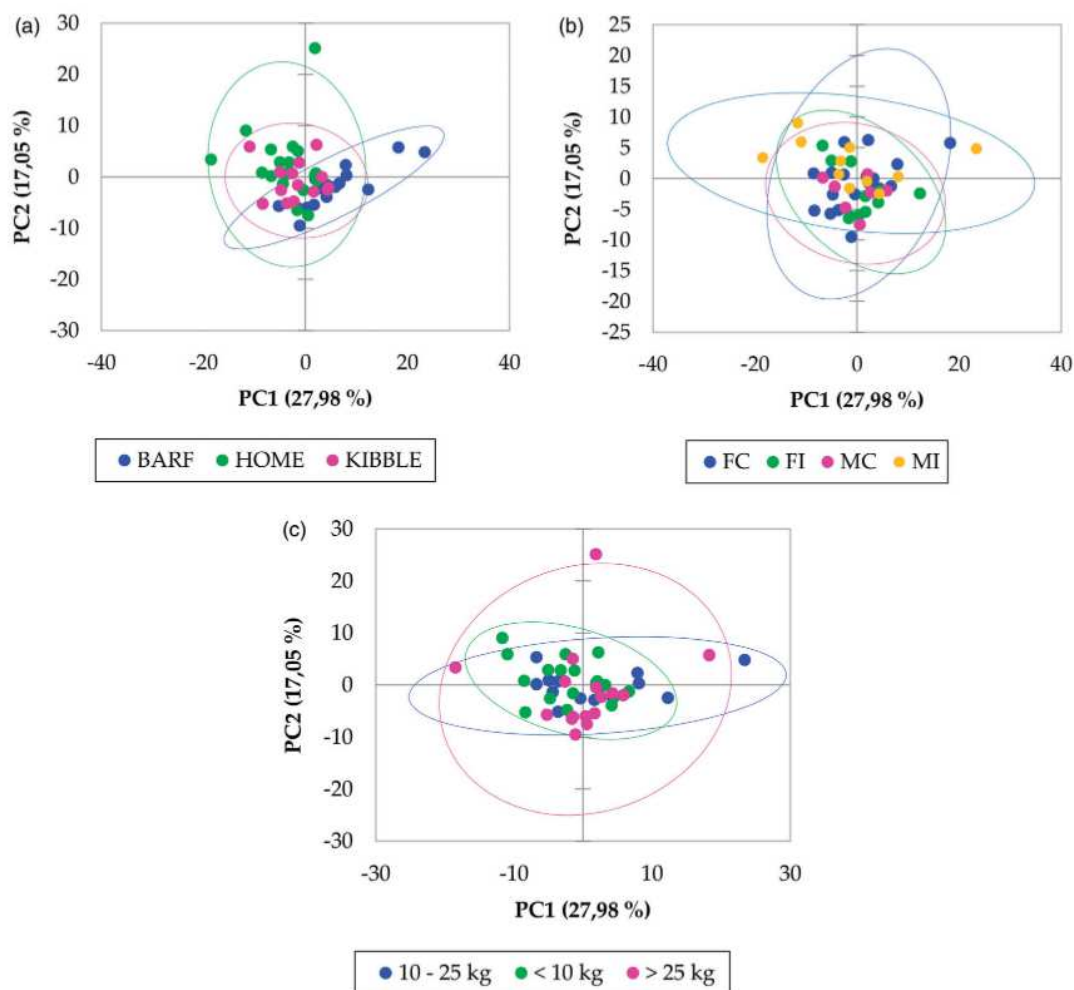 (a)
30
20
10
0
-10
-20
-30
PC2 (17,05 %)
-40 -20 0 20 40
PC1 (27,98 %)
BARF HOME KIBBLE
(b)
25
20
15
10
5
0
-5
-10
-15
-20
-25
PC2 (17,05 %)
-40 -20 0 20 40
PC1 (27,98 %)
FC FI MC MI
(c)
30
20
10
0
-10
-20
-30
PC2 (17,05 %)
-30 -10 10 30
PC1 (27,98 %)
10 - 25 kg < 10 kg > 25 kg